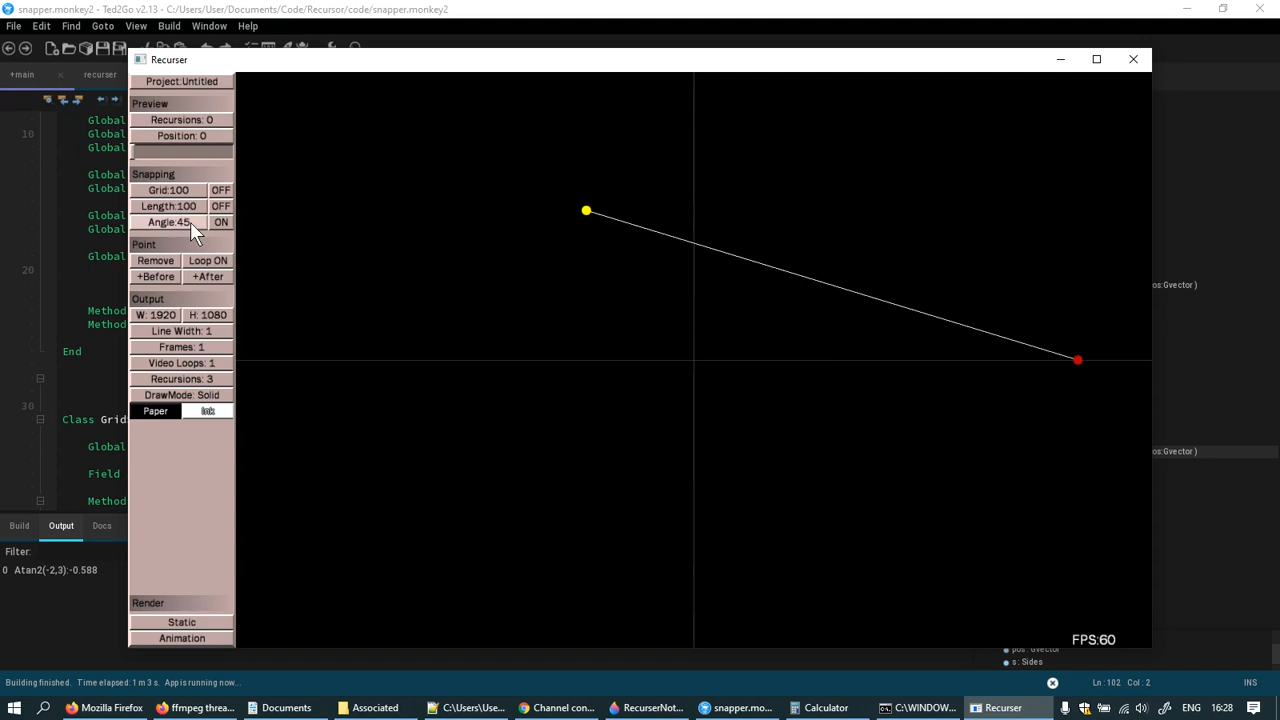 snapper.monkey2 - Ted2Go v2.13 - C:/Users/User/Documents/Code/Recursor/code/snapper.monkey2
File Edit Find Goto View Build Window Help
Recurser
+main
recurser
Project:Untitled
Preview
Recursions: 0
Position: 0
Snapping
Grid:100 OFF
Length:100 OFF
Angle:45 ON
Point
Remove Loop ON
+Before +After
Output
W: 1920 H: 1080
Line Width: 1
Frames: 1
Video Loops: 1
Recursions: 3
DrawMode: Solid
Paper Ink
Render
Static
Animation
FPS:60
Global
10 Global
Global
Global
Global
Global
Global
20 Global
Method
Method
End
30
Class Grid
Global
Field
Method
os:Gvector )
os:Gvector )
pos: Gvector
s: Sides
Build Output Docs
Filter:
0 Atan2(-2,3):-0.588
Building finished. Time elapsed: 1 m 3 s. App is running now...
Ln : 102 Col : 2 INS
Mozilla Firefox
ffmpeg threa...
Documents
Associated
C:\Users\Use...
Channel con...
RecurserNot...
snapper.mo...
Calculator
C:\WINDOW...
Recurser
ENG 16:28